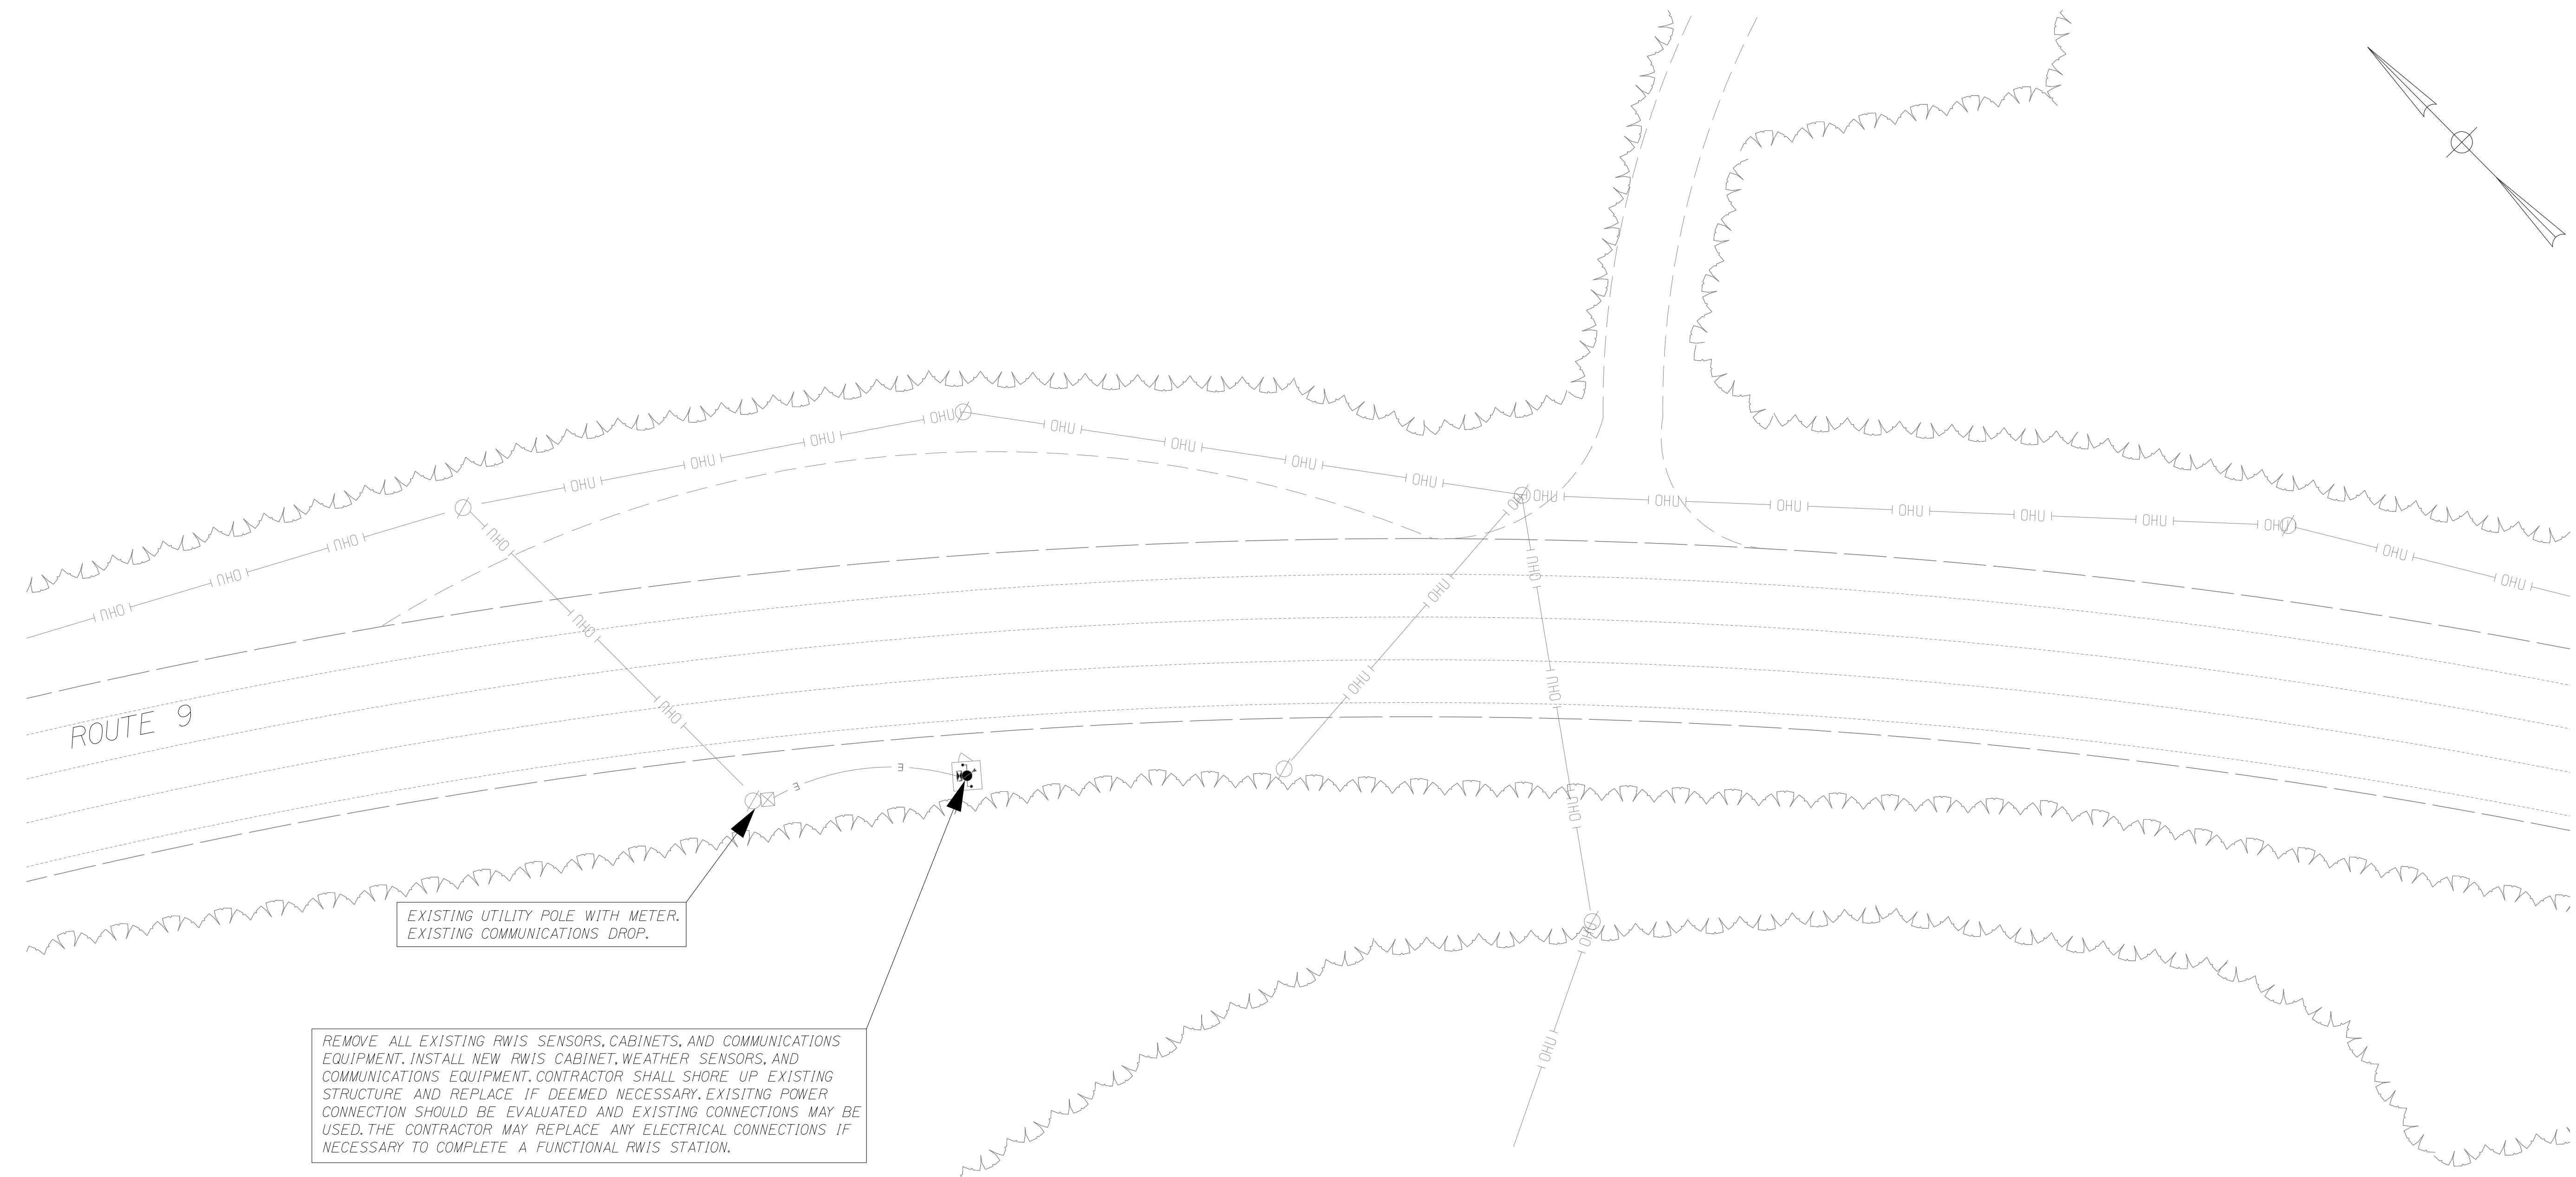 OHU OHU OHU OHU OHU OHU OHU
OHU OHU OHU OHU
OHU OHU OHU OHU OHU OHU OHU OHU OHU
OHU OHU OHU
OHU OHU OHU
OHU OHU OHU OHU OHU
ROUTE 9
E E
EXISTING UTILITY POLE WITH METER.
EXISTING COMMUNICATIONS DROP.
REMOVE ALL EXISTING RWIS SENSORS, CABINETS, AND COMMUNICATIONS
EQUIPMENT. INSTALL NEW RWIS CABINET, WEATHER SENSORS, AND
COMMUNICATIONS EQUIPMENT. CONTRACTOR SHALL SHORE UP EXISTING
STRUCTURE AND REPLACE IF DEEMED NECESSARY. EXISITNG POWER
CONNECTION SHOULD BE EVALUATED AND EXISTING CONNECTIONS MAY BE
USED. THE CONTRACTOR MAY REPLACE ANY ELECTRICAL CONNECTIONS IF
NECESSARY TO COMPLETE A FUNCTIONAL RWIS STATION.